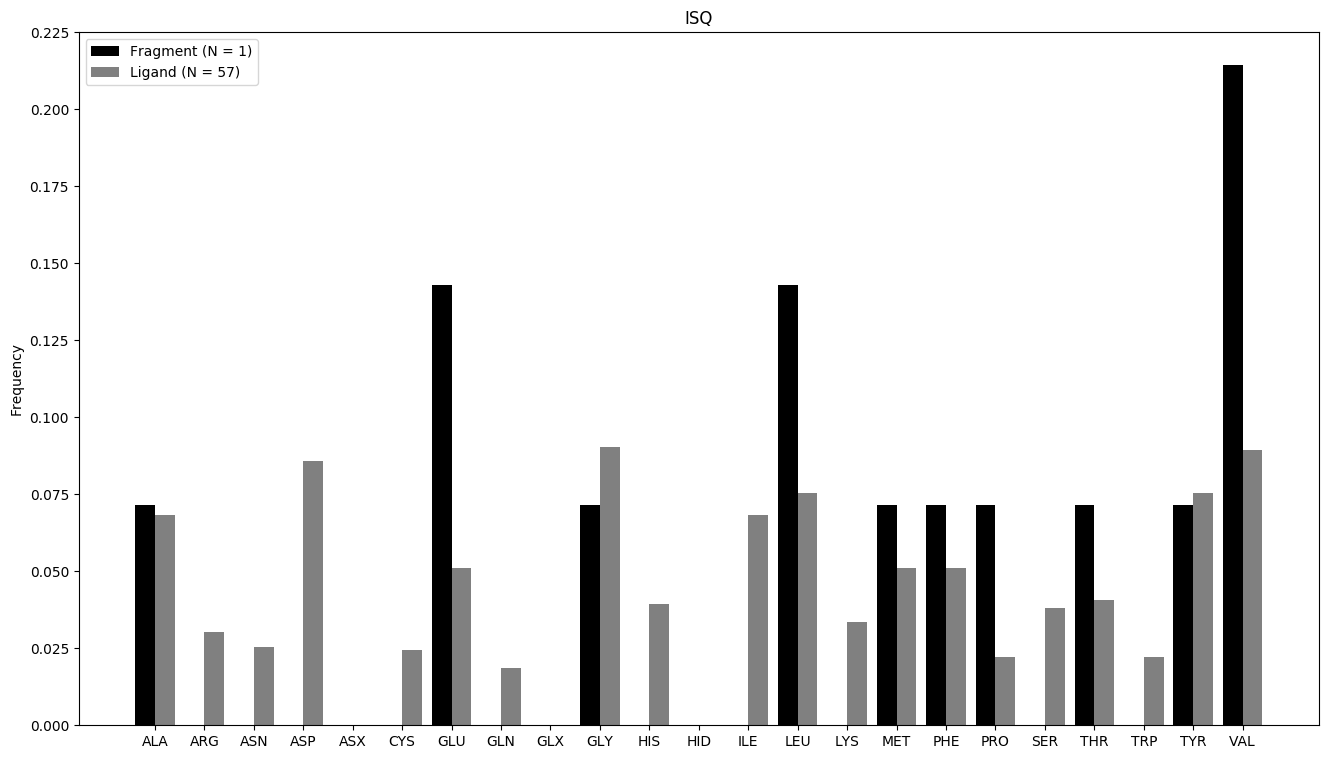 ISQ
Fragment (N = 1)
Ligand (N = 57)
Frequency
0.225
0.200
0.175
0.150
0.125
0.100
0.075
0.050
0.025
0.000
ALA ARG ASN ASP ASX CYS GLU GLN GLX GLY HIS HID ILE LEU LYS MET PHE PRO SER THR TRP TYR VAL